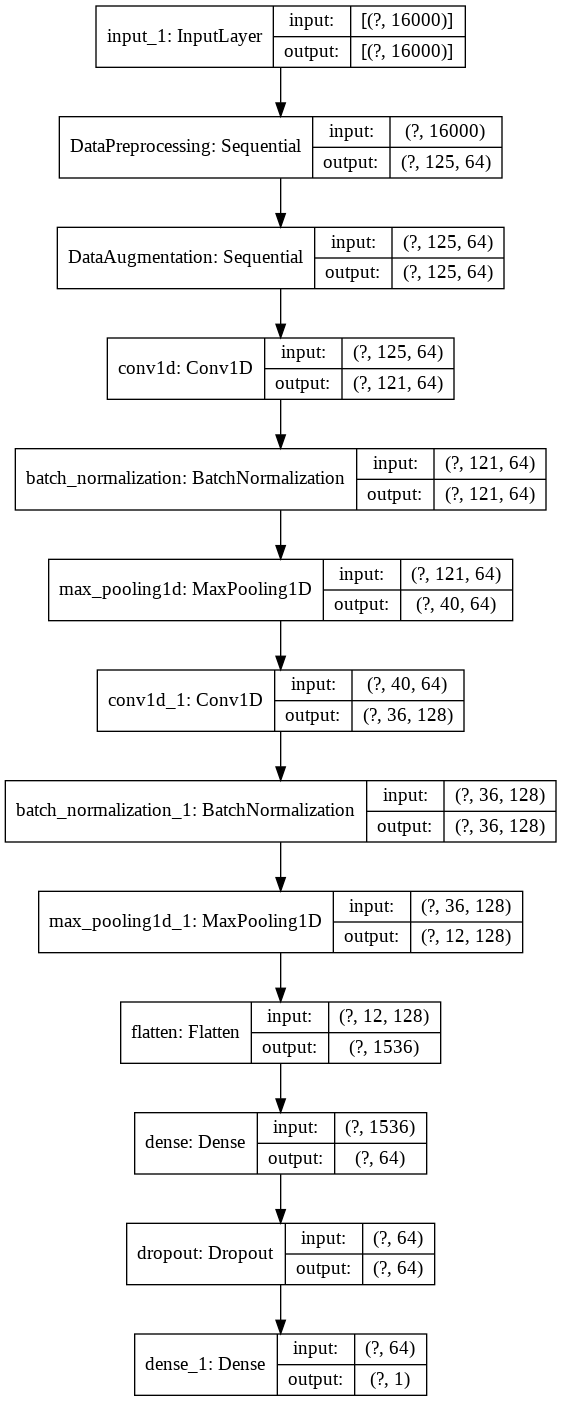 input_1: InputLayer
input: [(?, 16000)]
output: [(?, 16000)]
DataPreprocessing: Sequential
input: (?, 16000)
output: (?, 125, 64)
DataAugmentation: Sequential
input: (?, 125, 64)
output: (?, 125, 64)
conv1d: Conv1D
input: (?, 125, 64)
output: (?, 121, 64)
batch_normalization: BatchNormalization
input: (?, 121, 64)
output: (?, 121, 64)
max_pooling1d: MaxPooling1D
input: (?, 121, 64)
output: (?, 40, 64)
conv1d_1: Conv1D
input: (?, 40, 64)
output: (?, 36, 128)
batch_normalization_1: BatchNormalization
input: (?, 36, 128)
output: (?, 36, 128)
max_pooling1d_1: MaxPooling1D
input: (?, 36, 128)
output: (?, 12, 128)
flatten: Flatten
input: (?, 12, 128)
output: (?, 1536)
dense: Dense
input: (?, 1536)
output: (?, 64)
dropout: Dropout
input: (?, 64)
output: (?, 64)
dense_1: Dense
input: (?, 64)
output: (?, 1)